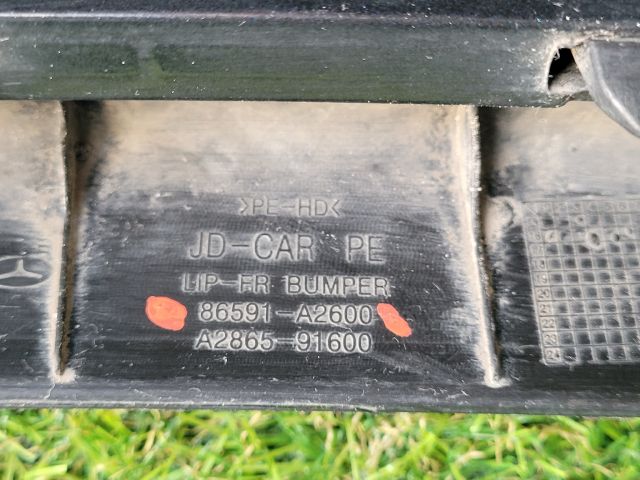 >PE-HD<
JD-CAR PE
LIP-FR BUMPER
86591-A2600
A2865-91600